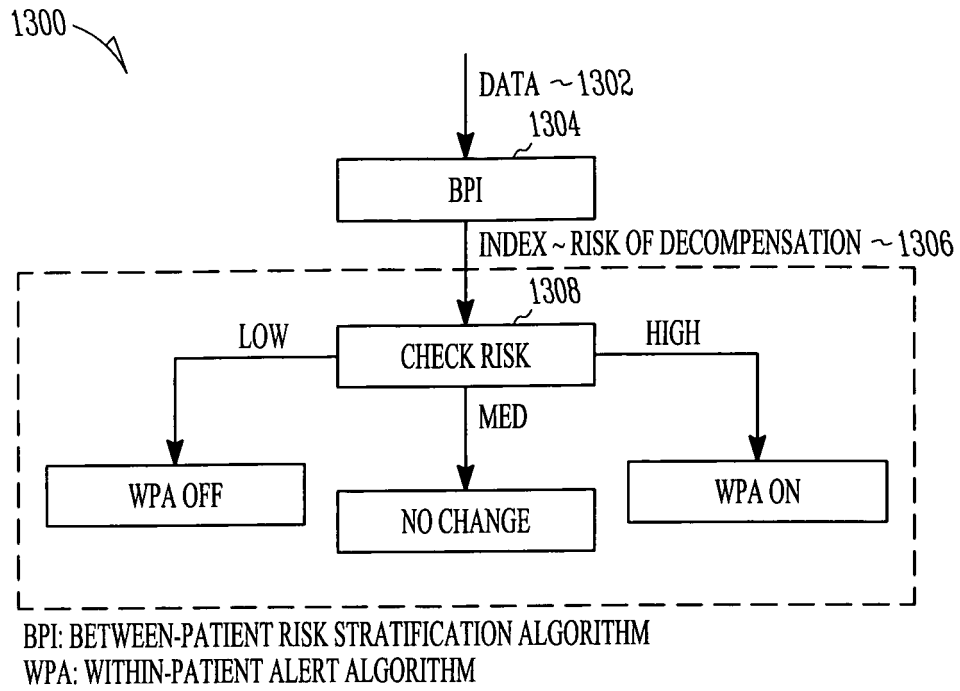 1300
DATA ~1302
1304
BPI
INDEX ~ RISK OF DECOMPENSATION ~1306
1308
LOW
CHECK RISK
HIGH
MED
WPA OFF
NO CHANGE
WPA ON
BPI: BETWEEN-PATIENT RISK STRATIFICATION ALGORITHM
WPA: WITHIN-PATIENT ALERT ALGORITHM